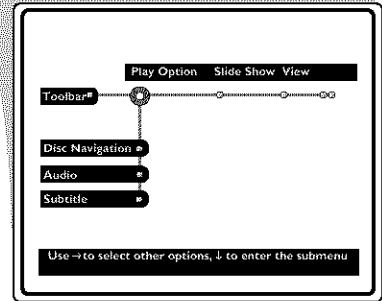 Play Option Slide Show View
Toolbar
Disc Navigation
Audio
Subtitle
Use → to select other options, ↓ to enter the submenu